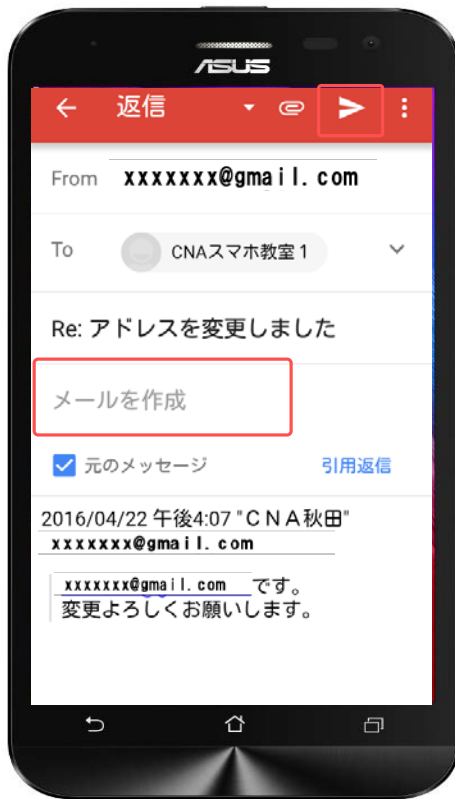 ASUS
返信
From xxxxxxx@gmail.com
To CNAスマホ教室1
Re: アドレスを変更しました
メールを作成
元のメッセージ 引用返信
2016/04/22 午後4:07 "ＣＮＡ秋田"
xxxxxxx@gmail.com
xxxxxxx@gmail.com です。
変更よろしくお願いします。